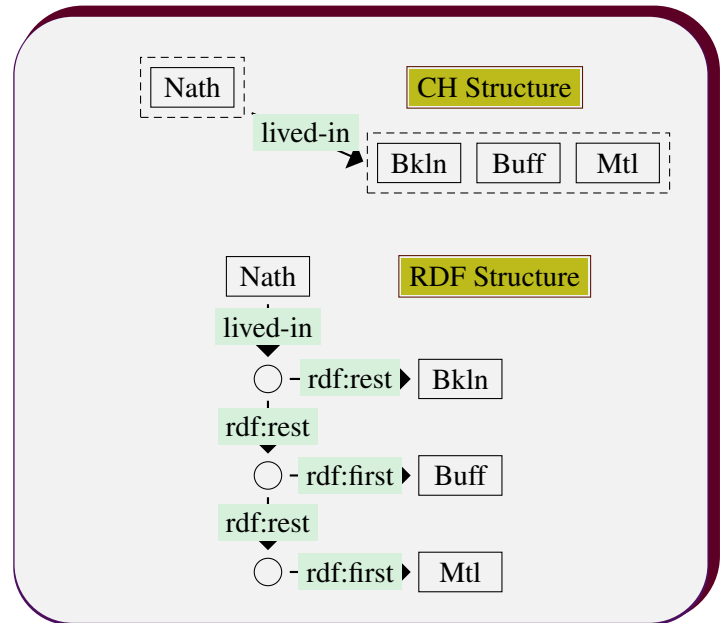 Nath
CH Structure
lived-in
Bkln Buff Mtl
Nath
RDF Structure
lived-in
rdf:rest Bkln
rdf:rest
rdf:first Buff
rdf:rest
rdf:first Mtl